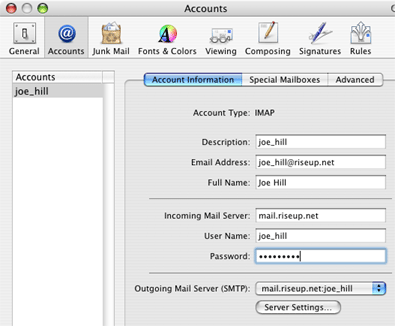 Accounts
General Accounts Junk Mail Fonts & Colors Viewing Composing Signatures Rules
Accounts
joe_hill
Account Information Special Mailboxes Advanced
Account Type: IMAP
Description: joe_hill
Email Address: joe_hill@riseup.net
Full Name: Joe Hill
Incoming Mail Server: mail.riseup.net
User Name: joe_hill
Password: •••••••••
Outgoing Mail Server (SMTP): mail.riseup.net:joe_hill
Server Settings...